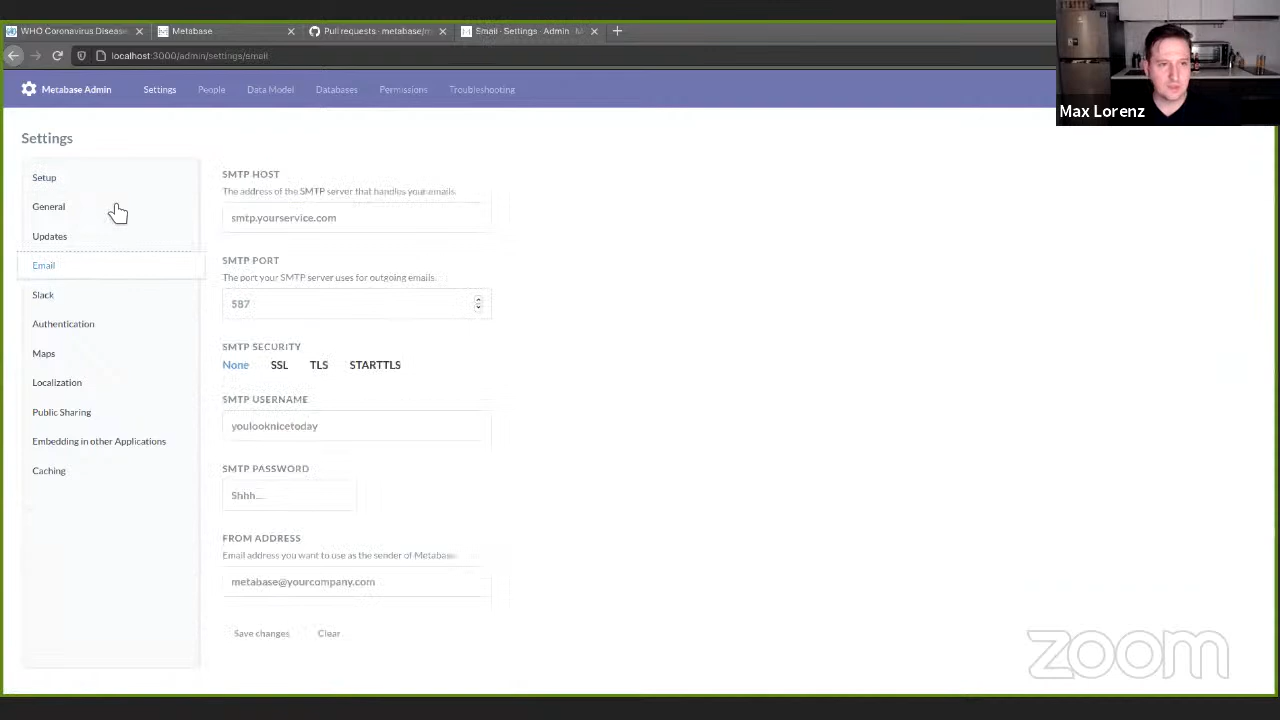 WHO Coronavirus Disease
Metabase
Pull requests · metabase/m
Email · Settings · Admin · M
localhost:3000/admin/settings/email
Max Lorenz
Metabase Admin
Settings
People
Data Model
Databases
Permissions
Troubleshooting
Settings
Setup
General
Updates
Email
Slack
Authentication
Maps
Localization
Public Sharing
Embedding in other Applications
Caching
SMTP HOST
The address of the SMTP server that handles your emails.
smtp.yourservice.com
SMTP PORT
The port your SMTP server uses for outgoing emails.
587
SMTP SECURITY
None SSL TLS STARTTLS
SMTP USERNAME
youlooknicetoday
SMTP PASSWORD
Shhh...
FROM ADDRESS
Email address you want to use as the sender of Metabase
metabase@yourcompany.com
Save changes Clear
zoom